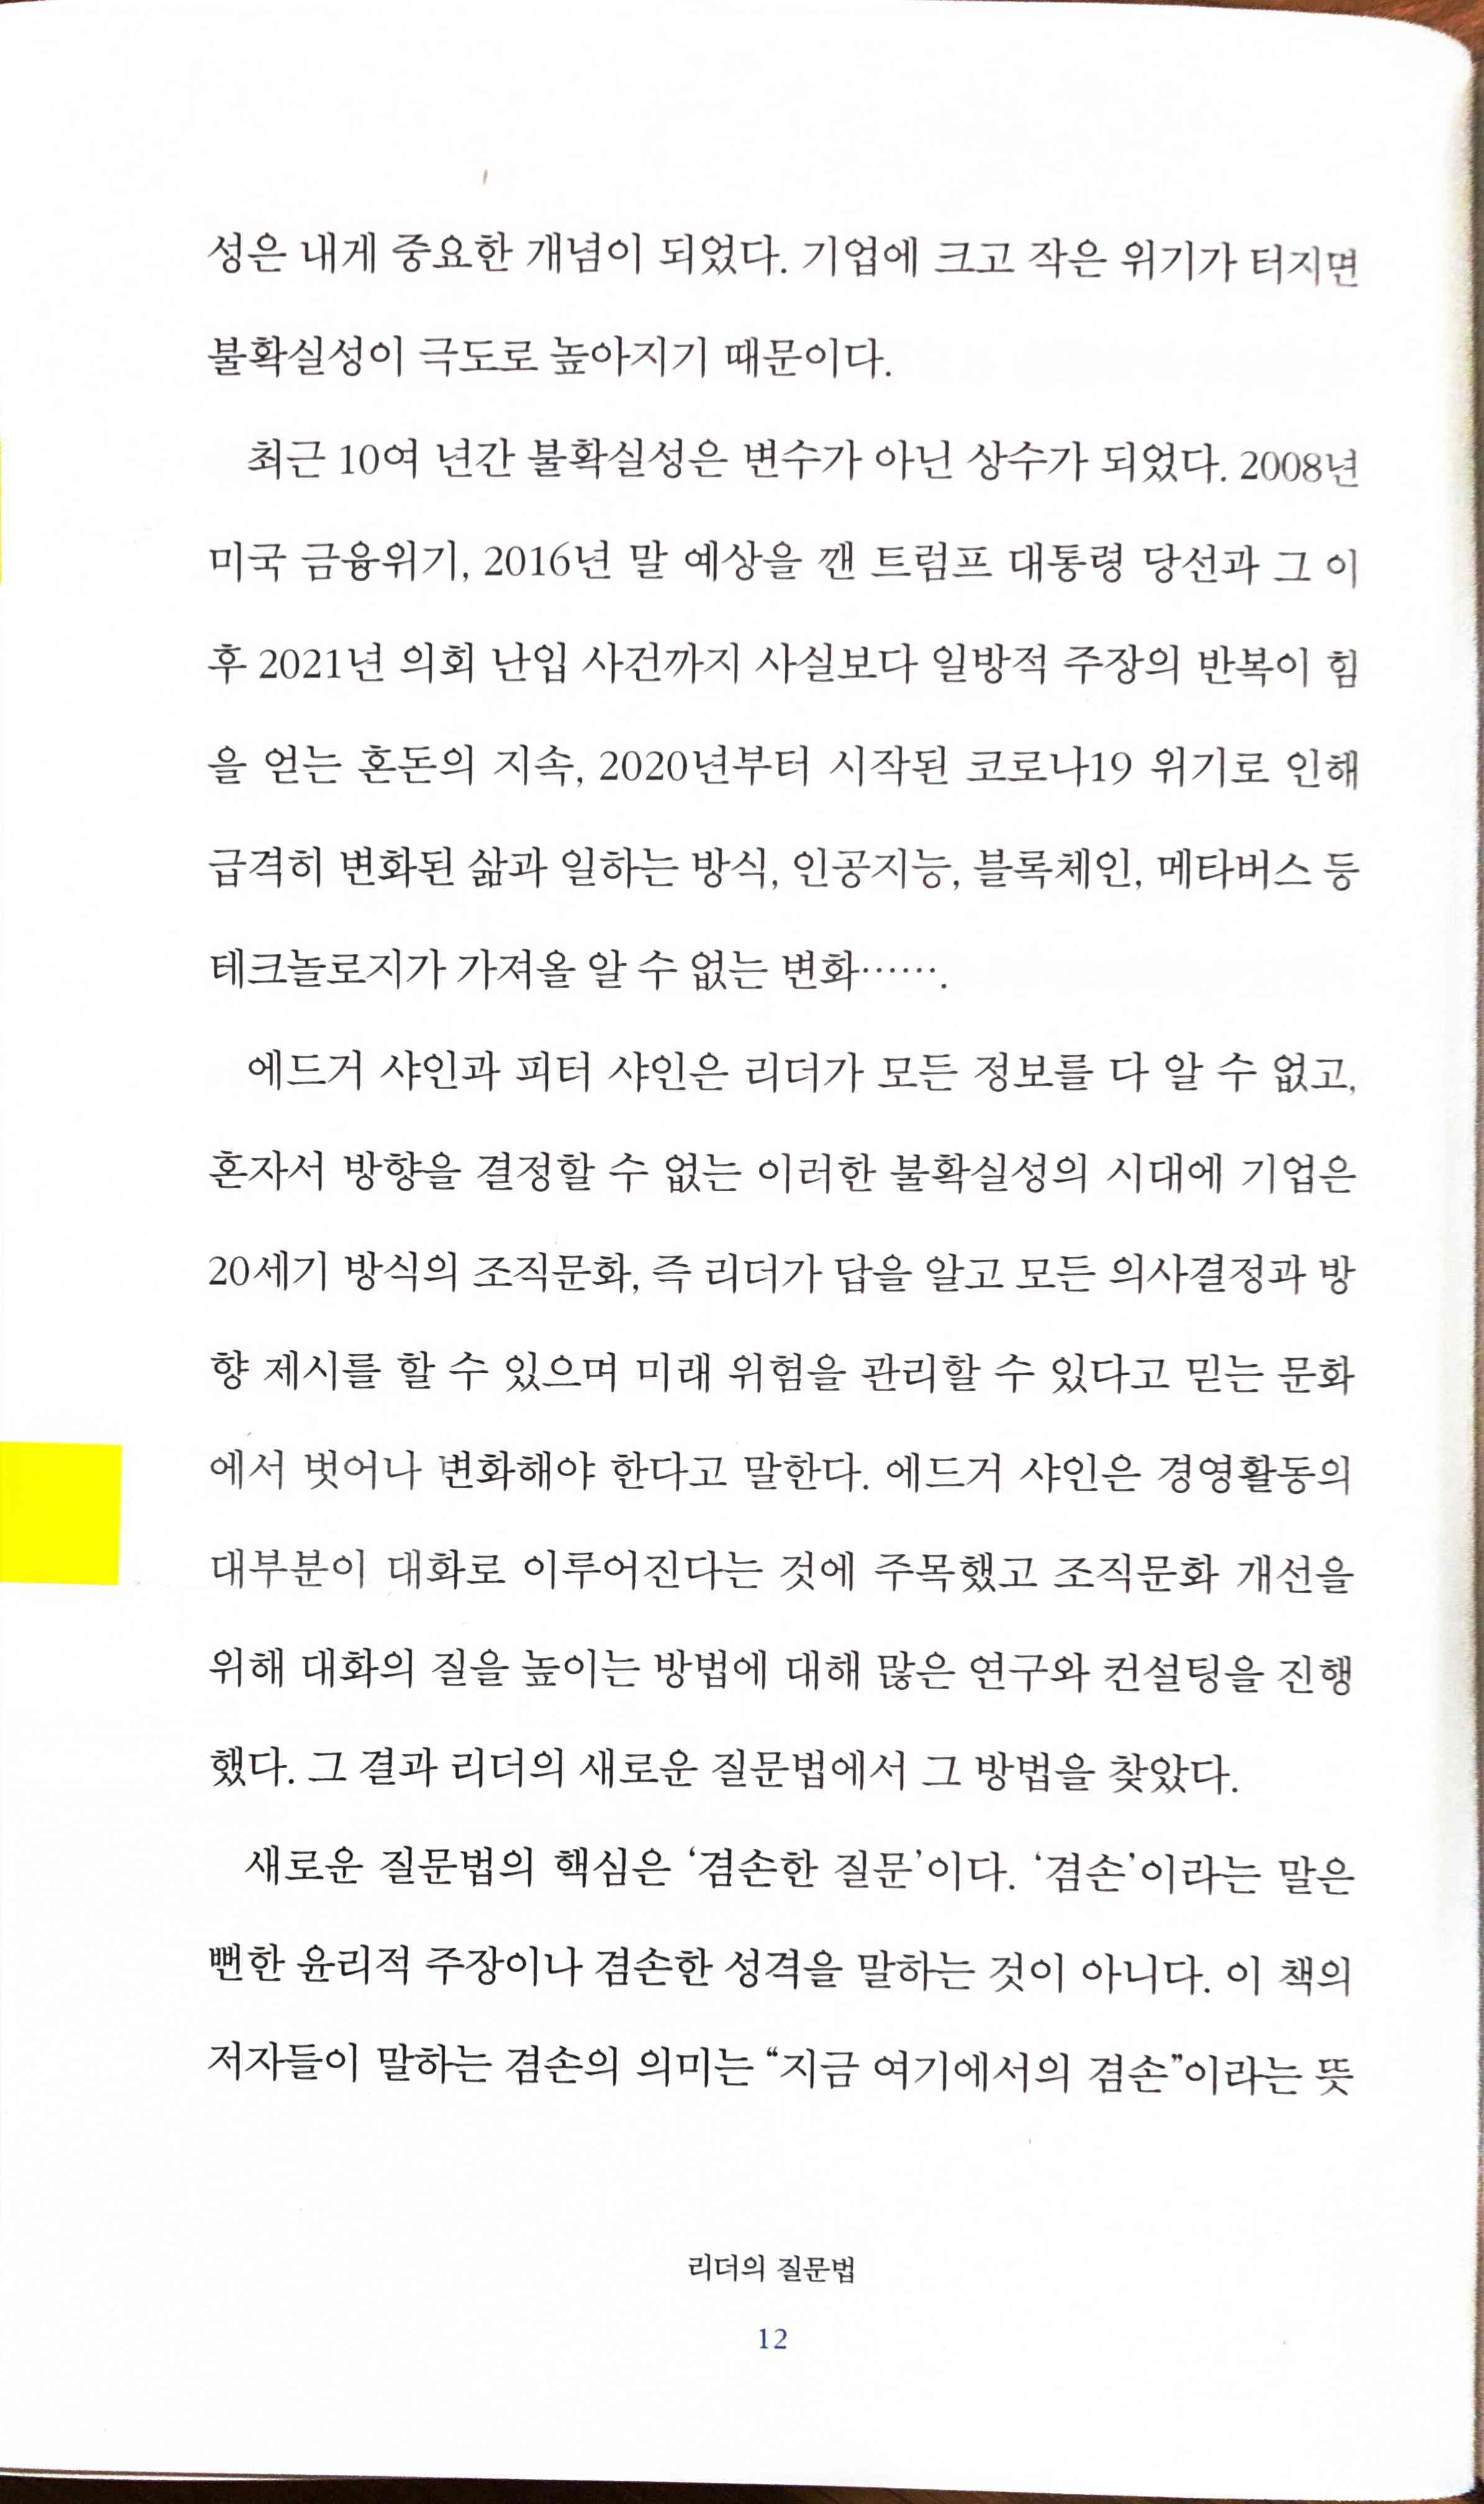 성은 내게 중요한 개념이 되었다. 기업에 크고 작은 위기가 터지면
불확실성이 극도로 높아지기 때문이다.
최근 10여 년간 불확실성은 변수가 아닌 상수가 되었다. 2008년
미국 금융위기, 2016년 말 예상을 깬 트럼프 대통령 당선과 그 이
후 2021년 의회 난입 사건까지 사실보다 일방적 주장의 반복이 힘
을 얻는 혼돈의 지속, 2020년부터 시작된 코로나19 위기로 인해
급격히 변화된 삶과 일하는 방식, 인공지능, 블록체인, 메타버스 등
테크놀로지가 가져올 알 수 없는 변화…….
에드거 샤인과 피터 샤인은 리더가 모든 정보를 다 알 수 없고,
혼자서 방향을 결정할 수 없는 이러한 불확실성의 시대에 기업은
20세기 방식의 조직문화, 즉 리더가 답을 알고 모든 의사결정과 방
향 제시를 할 수 있으며 미래 위험을 관리할 수 있다고 믿는 문화
에서 벗어나 변화해야 한다고 말한다. 에드거 샤인은 경영활동의
대부분이 대화로 이루어진다는 것에 주목했고 조직문화 개선을
위해 대화의 질을 높이는 방법에 대해 많은 연구와 컨설팅을 진행
했다. 그 결과 리더의 새로운 질문법에서 그 방법을 찾았다.
새로운 질문법의 핵심은 ‘겸손한 질문’이다. ‘겸손’이라는 말은
뻔한 윤리적 주장이나 겸손한 성격을 말하는 것이 아니다. 이 책의
저자들이 말하는 겸손의 의미는 “지금 여기에서의 겸손”이라는 뜻
리더의 질문법
12